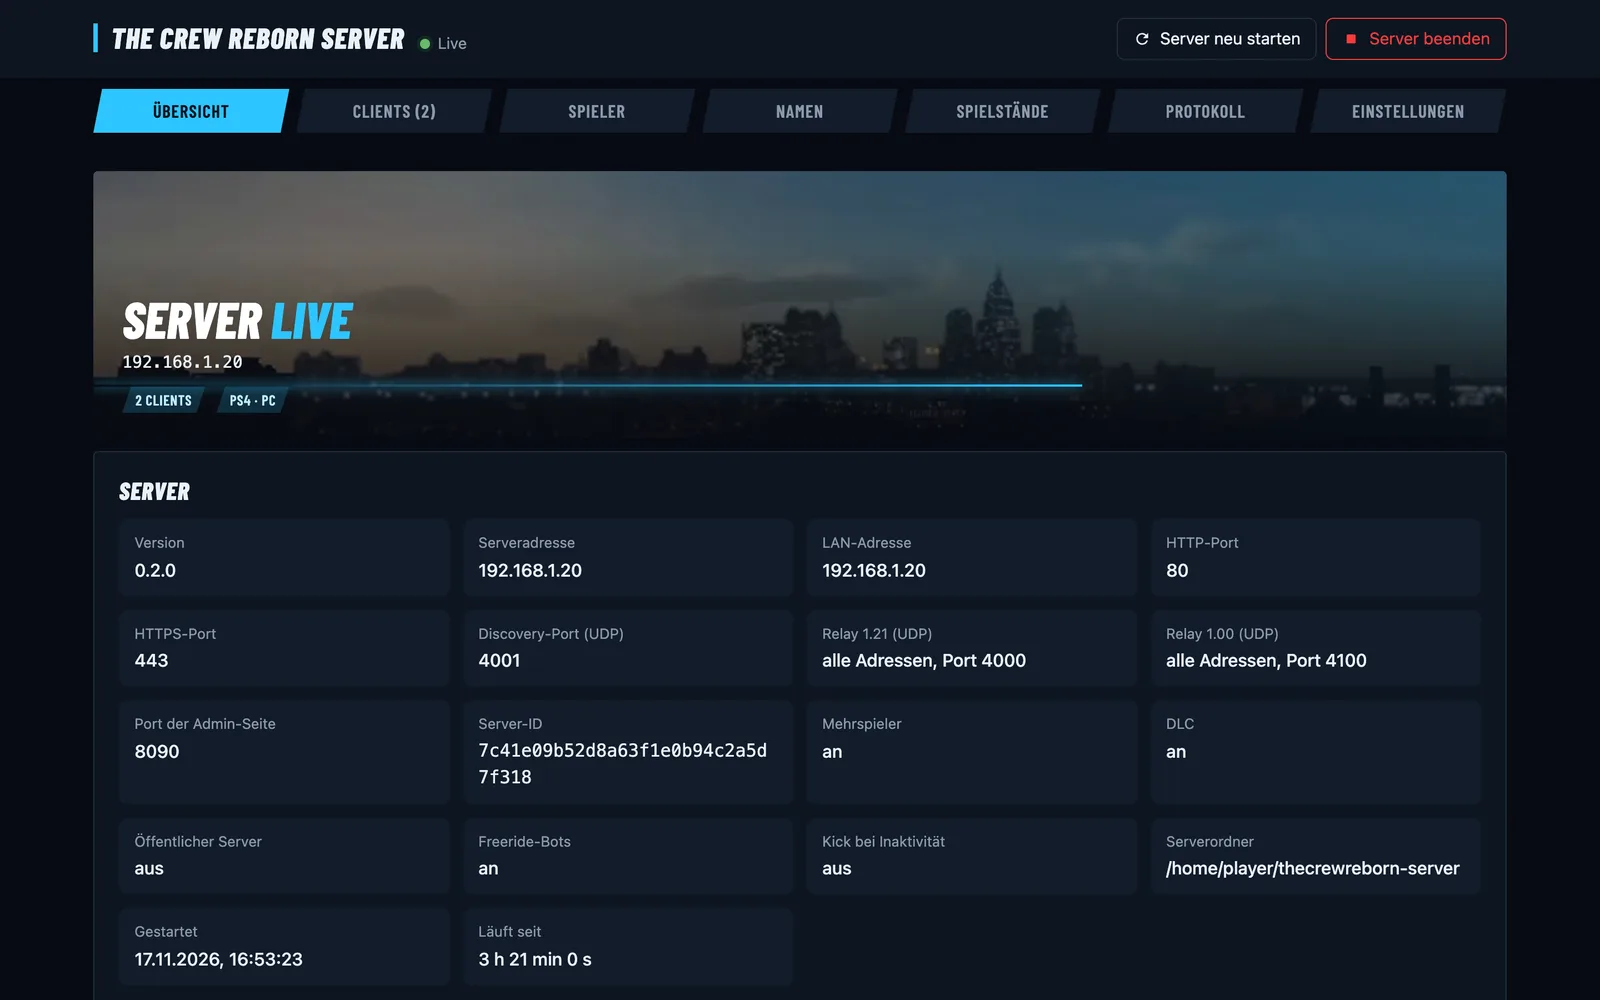 THE CREW REBORN SERVER
Live
Server neu starten
Server beenden
ÜBERSICHT
CLIENTS (2)
SPIELER
NAMEN
SPIELSTÄNDE
PROTOKOLL
EINSTELLUNGEN
SERVER LIVE
192.168.1.20
2 CLIENTS
PS4 · PC
SERVER
Version
0.2.0
Serveradresse
192.168.1.20
LAN-Adresse
192.168.1.20
HTTP-Port
80
HTTPS-Port
443
Discovery-Port (UDP)
4001
Relay 1.21 (UDP)
alle Adressen, Port 4000
Relay 1.00 (UDP)
alle Adressen, Port 4100
Port der Admin-Seite
8090
Server-ID
7c41e09b52d8a63f1e0b94c2a5d
7f318
Mehrspieler
an
DLC
an
Öffentlicher Server
aus
Freeride-Bots
an
Kick bei Inaktivität
aus
Serverordner
/home/player/thecrewreborn-server
Gestartet
17.11.2026, 16:53:23
Läuft seit
3 h 21 min 0 s